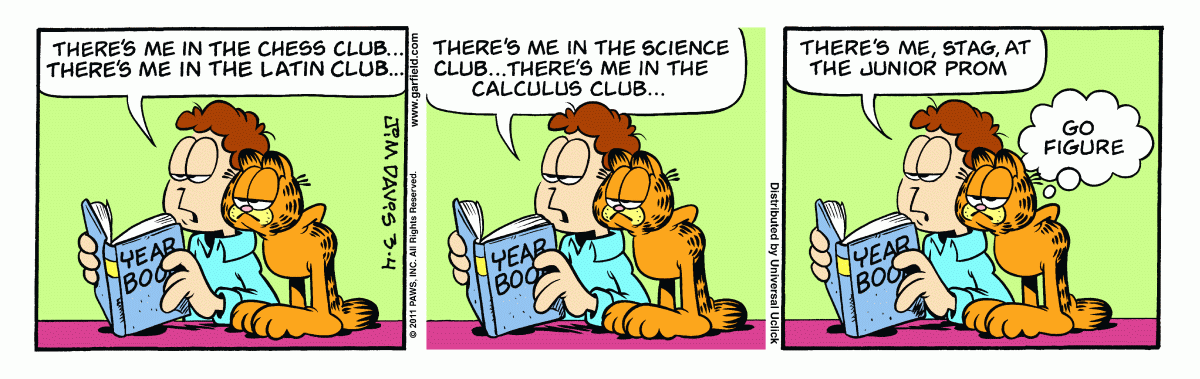 THERE'S ME IN THE CHESS CLUB...
THERE'S ME IN THE LATIN CLUB...
YEAR
BOO
JIM DAVIS 3·4
www.garfield.com
© 2011 PAWS, INC. All Rights Reserved.
THERE'S ME IN THE SCIENCE
CLUB...THERE'S ME IN THE
CALCULUS CLUB...
YEAR
BOO
Distributed by Universal Uclick
THERE'S ME, STAG, AT
THE JUNIOR PROM
GO
FIGURE
YEAR
BOO